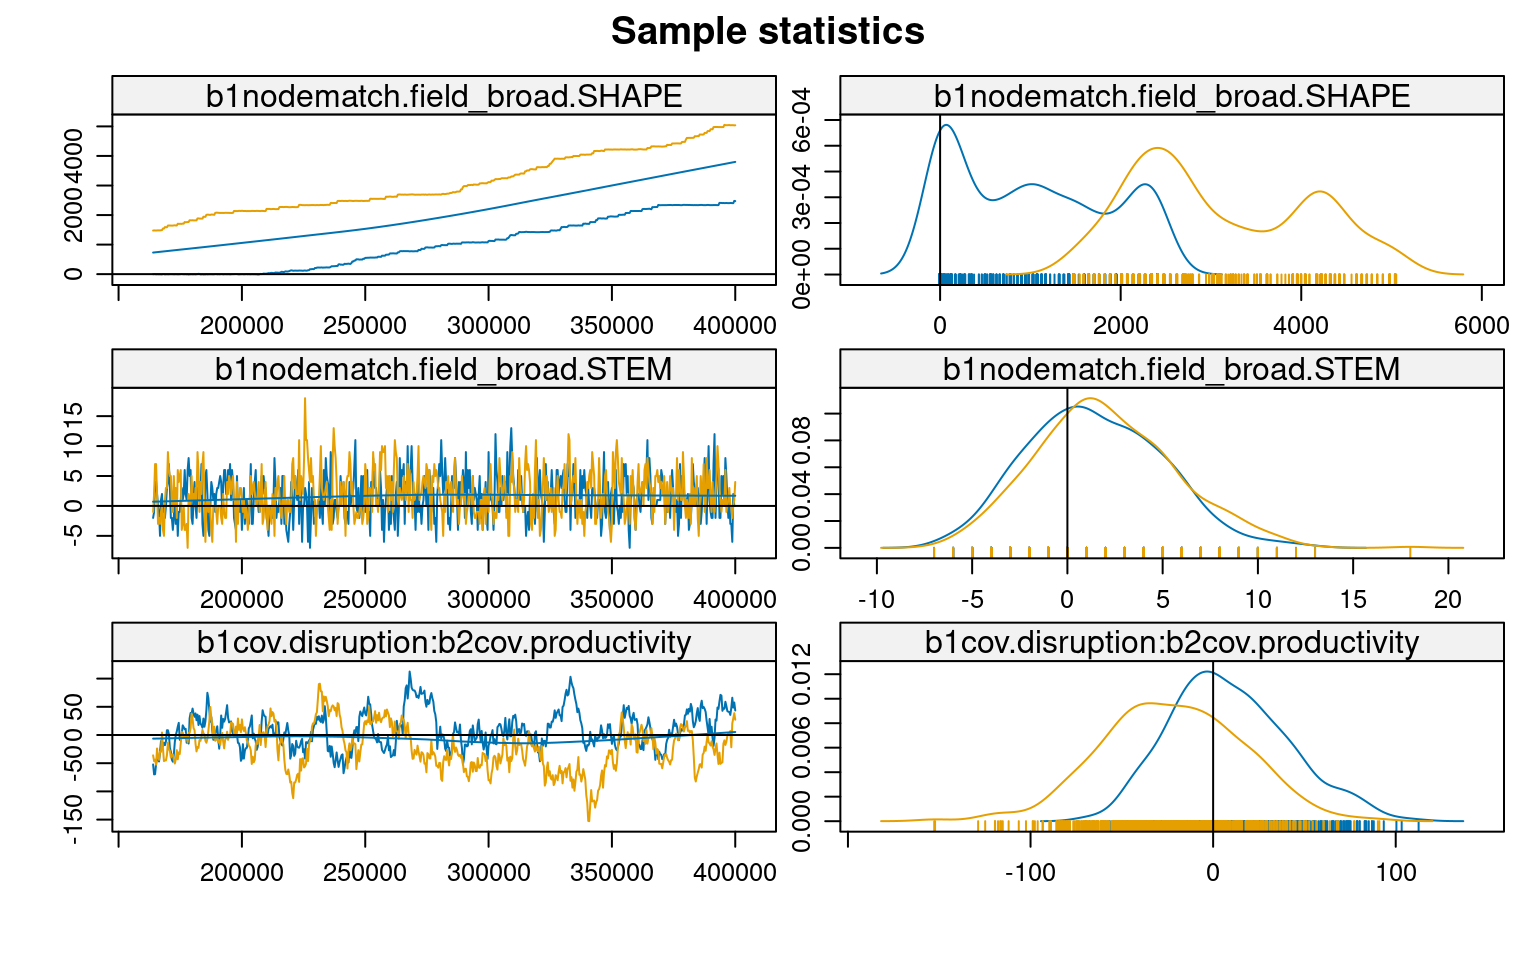 Sample statistics
b1nodematch.field_broad.SHAPE
0 2000 4000
200000 250000 300000 350000 400000
b1nodematch.field_broad.SHAPE
0e+00 3e-04 6e-04
0 2000 4000 6000
b1nodematch.field_broad.STEM
-5 0 5 10 15
200000 250000 300000 350000 400000
b1nodematch.field_broad.STEM
0.00 0.04 0.08
-10 -5 0 5 10 15 20
b1cov.disruption:b2cov.productivity
-150 -50 0 50
200000 250000 300000 350000 400000
b1cov.disruption:b2cov.productivity
0.000 0.006 0.012
-100 0 100